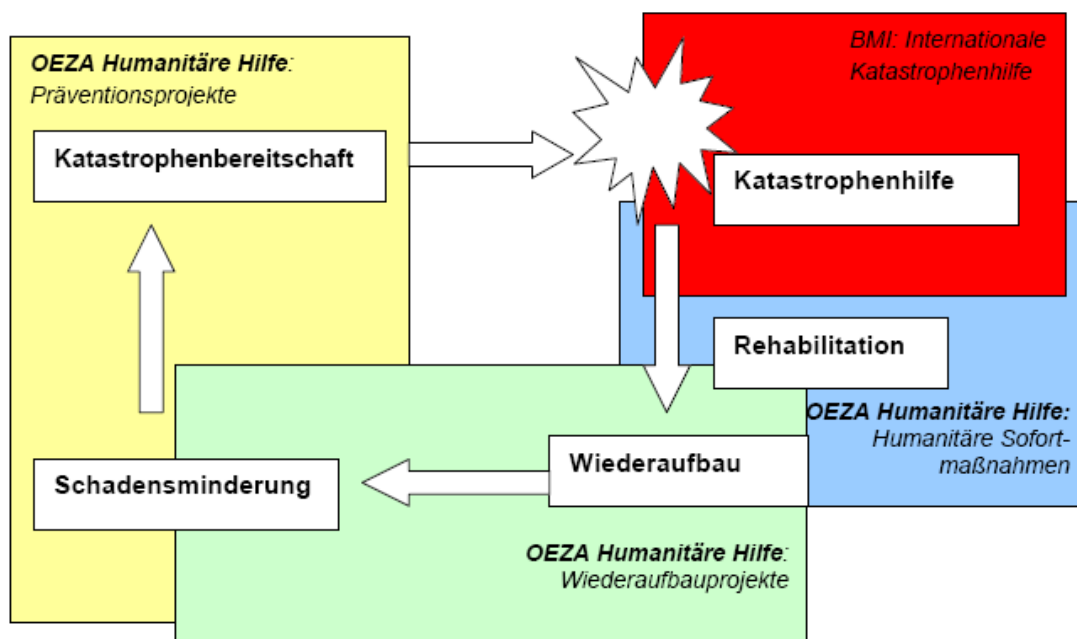 OEZA Humanitäre Hilfe:
Präventionsprojekte
Katastrophenbereitschaft
BMI: Internationale
Katastrophenhilfe
Katastrophenhilfe
Rehabilitation
OEZA Humanitäre Hilfe:
Humanitäre Sofort-
maßnahmen
Wiederaufbau
Schadensminderung
OEZA Humanitäre Hilfe:
Wiederaufbauprojekte